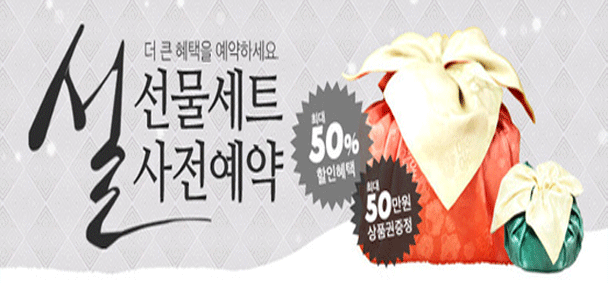 더 큰 혜택을 예약하세요
설
선물세트
사전예약
최대
50%
할인혜택
최대
50만원
상품권증정